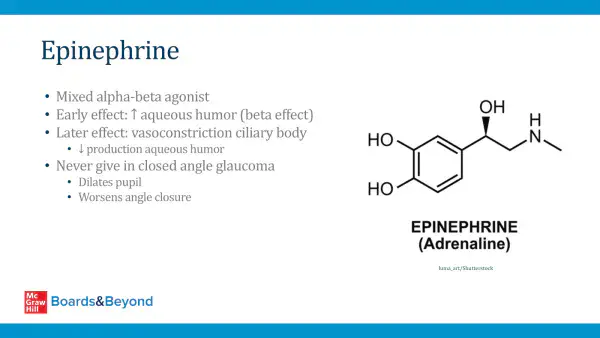 Epinephrine
• Mixed alpha-beta agonist
• Early effect: ↑ aqueous humor (beta effect)
• Later effect: vasoconstriction ciliary body
• ↓ production aqueous humor
• Never give in closed angle glaucoma
• Dilates pupil
• Worsens angle closure
OH
H
N
HO
HO
EPINEPHRINE
(Adrenaline)
Mc
Graw
Hill
Boards&Beyond